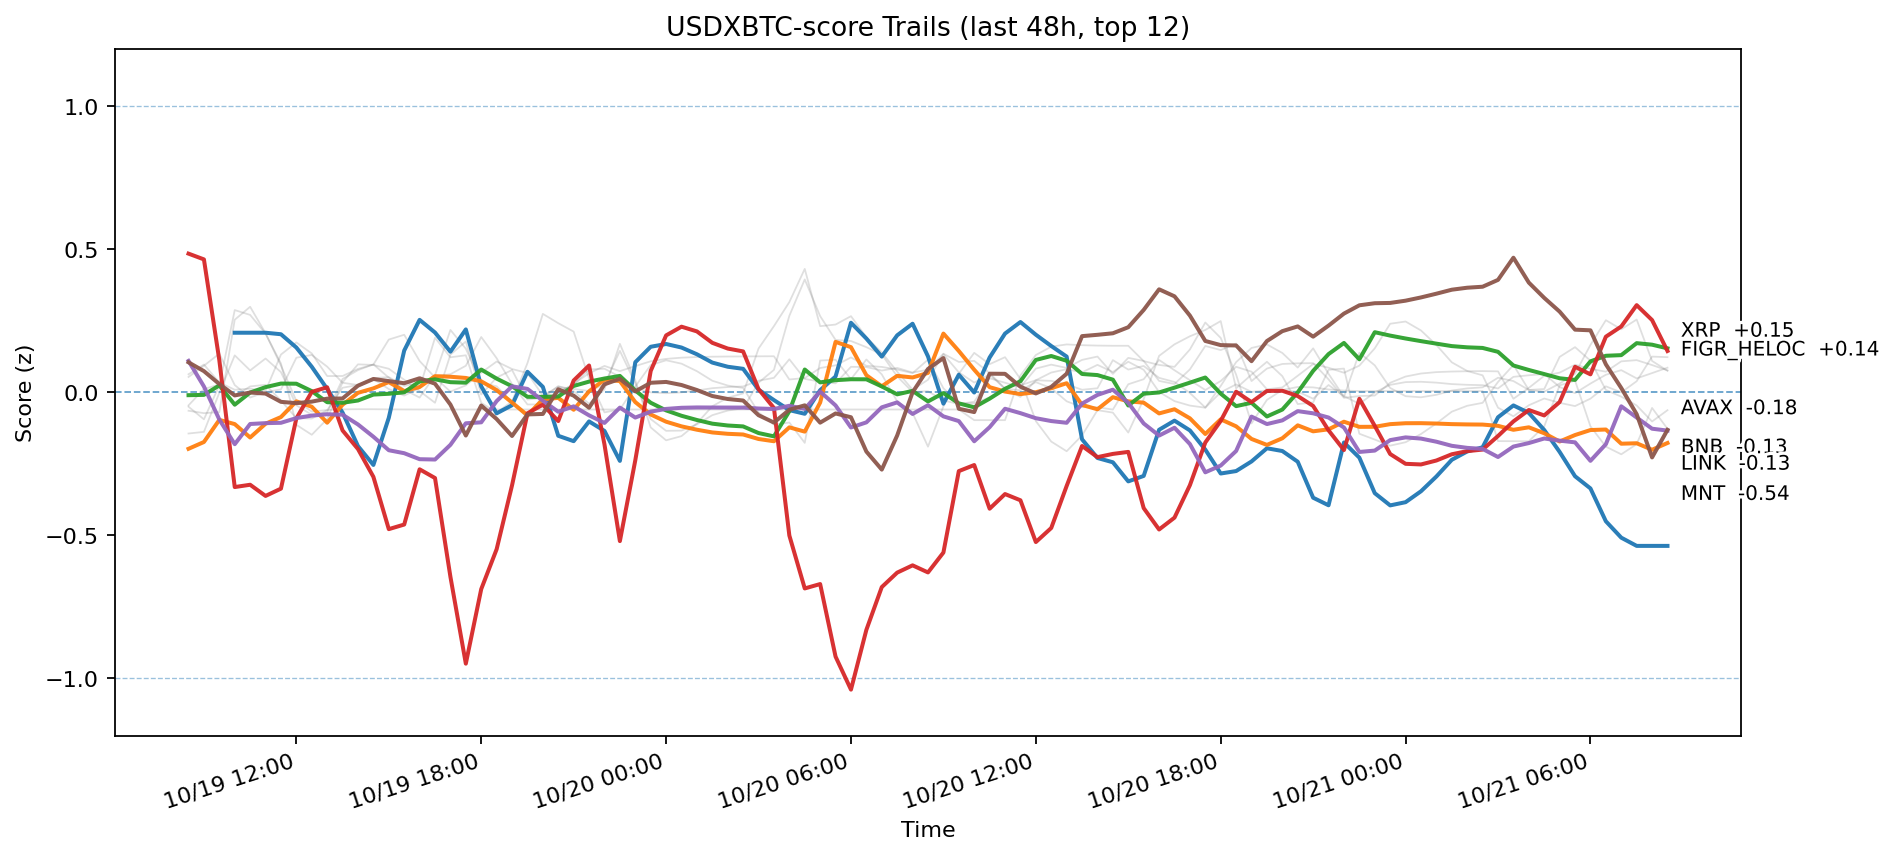 USDXBTC-score Trails (last 48h, top 12)
Score (z)
1.0
0.5
0.0
−0.5
−1.0
XRP +0.15
FIGR_HELOC +0.14
AVAX -0.18
BNB -0.13
LINK -0.13
MNT -0.54
10/19 12:00
10/19 18:00
10/20 00:00
10/20 06:00
10/20 12:00
10/20 18:00
10/21 00:00
10/21 06:00
Time